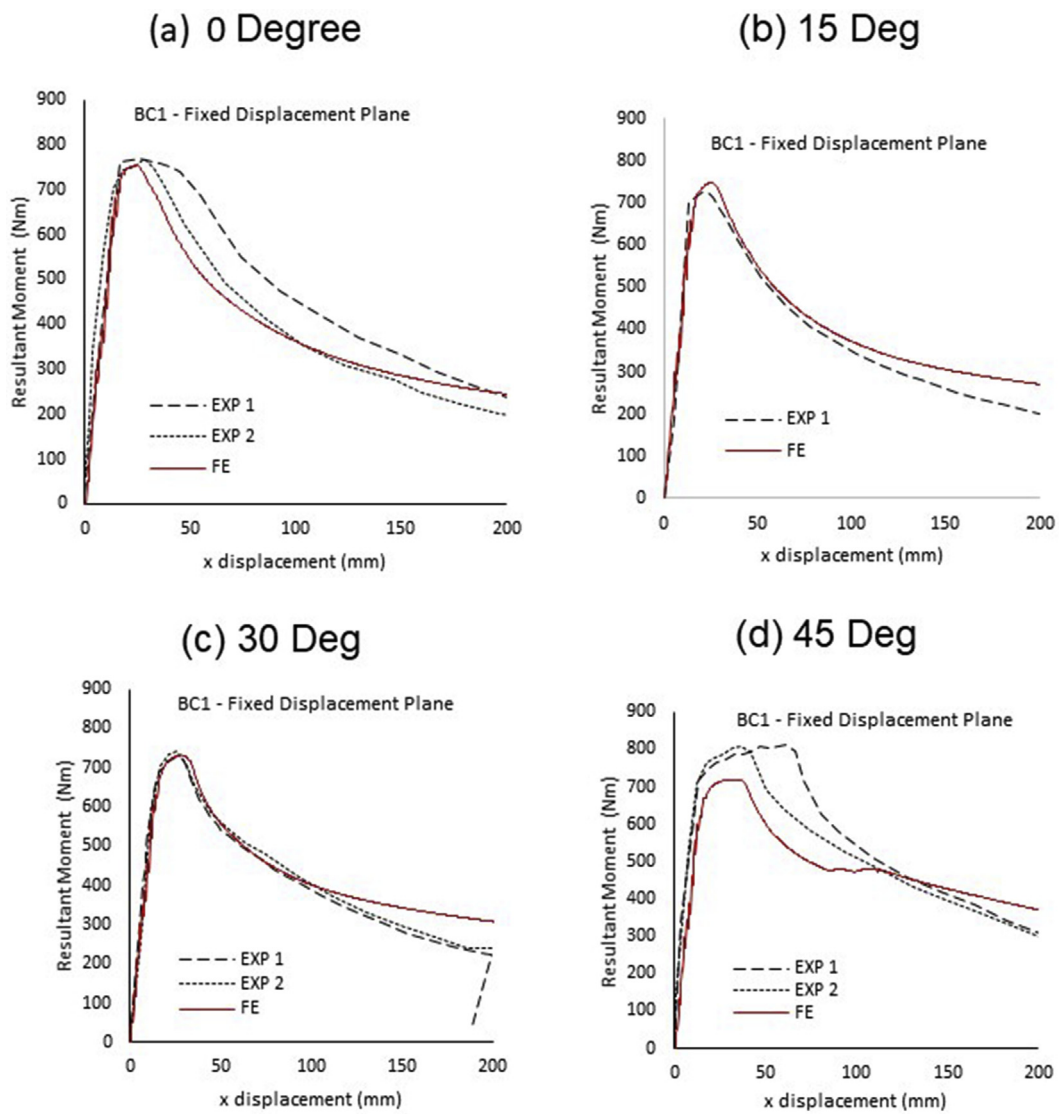 (a) 0 Degree
BC1 - Fixed Displacement Plane
Resultant Moment (Nm)
900
800
700
600
500
400
300
200
100
0
EXP 1
EXP 2
FE
0 50 100 150 200
x displacement (mm)
(b) 15 Deg
BC1 - Fixed Displacement Plane
Resultant Moment (Nm)
900
800
700
600
500
400
300
200
100
0
EXP 1
FE
0 50 100 150 200
x displacement (mm)
(c) 30 Deg
BC1 - Fixed Displacement Plane
Resultant Moment (Nm)
900
800
700
600
500
400
300
200
100
0
EXP 1
EXP 2
FE
0 50 100 150 200
x displacement (mm)
(d) 45 Deg
BC1 - Fixed Displacement Plane
Resultant Moment (Nm)
900
800
700
600
500
400
300
200
100
0
EXP 1
EXP 2
FE
0 50 100 150 200
x displacement (mm)